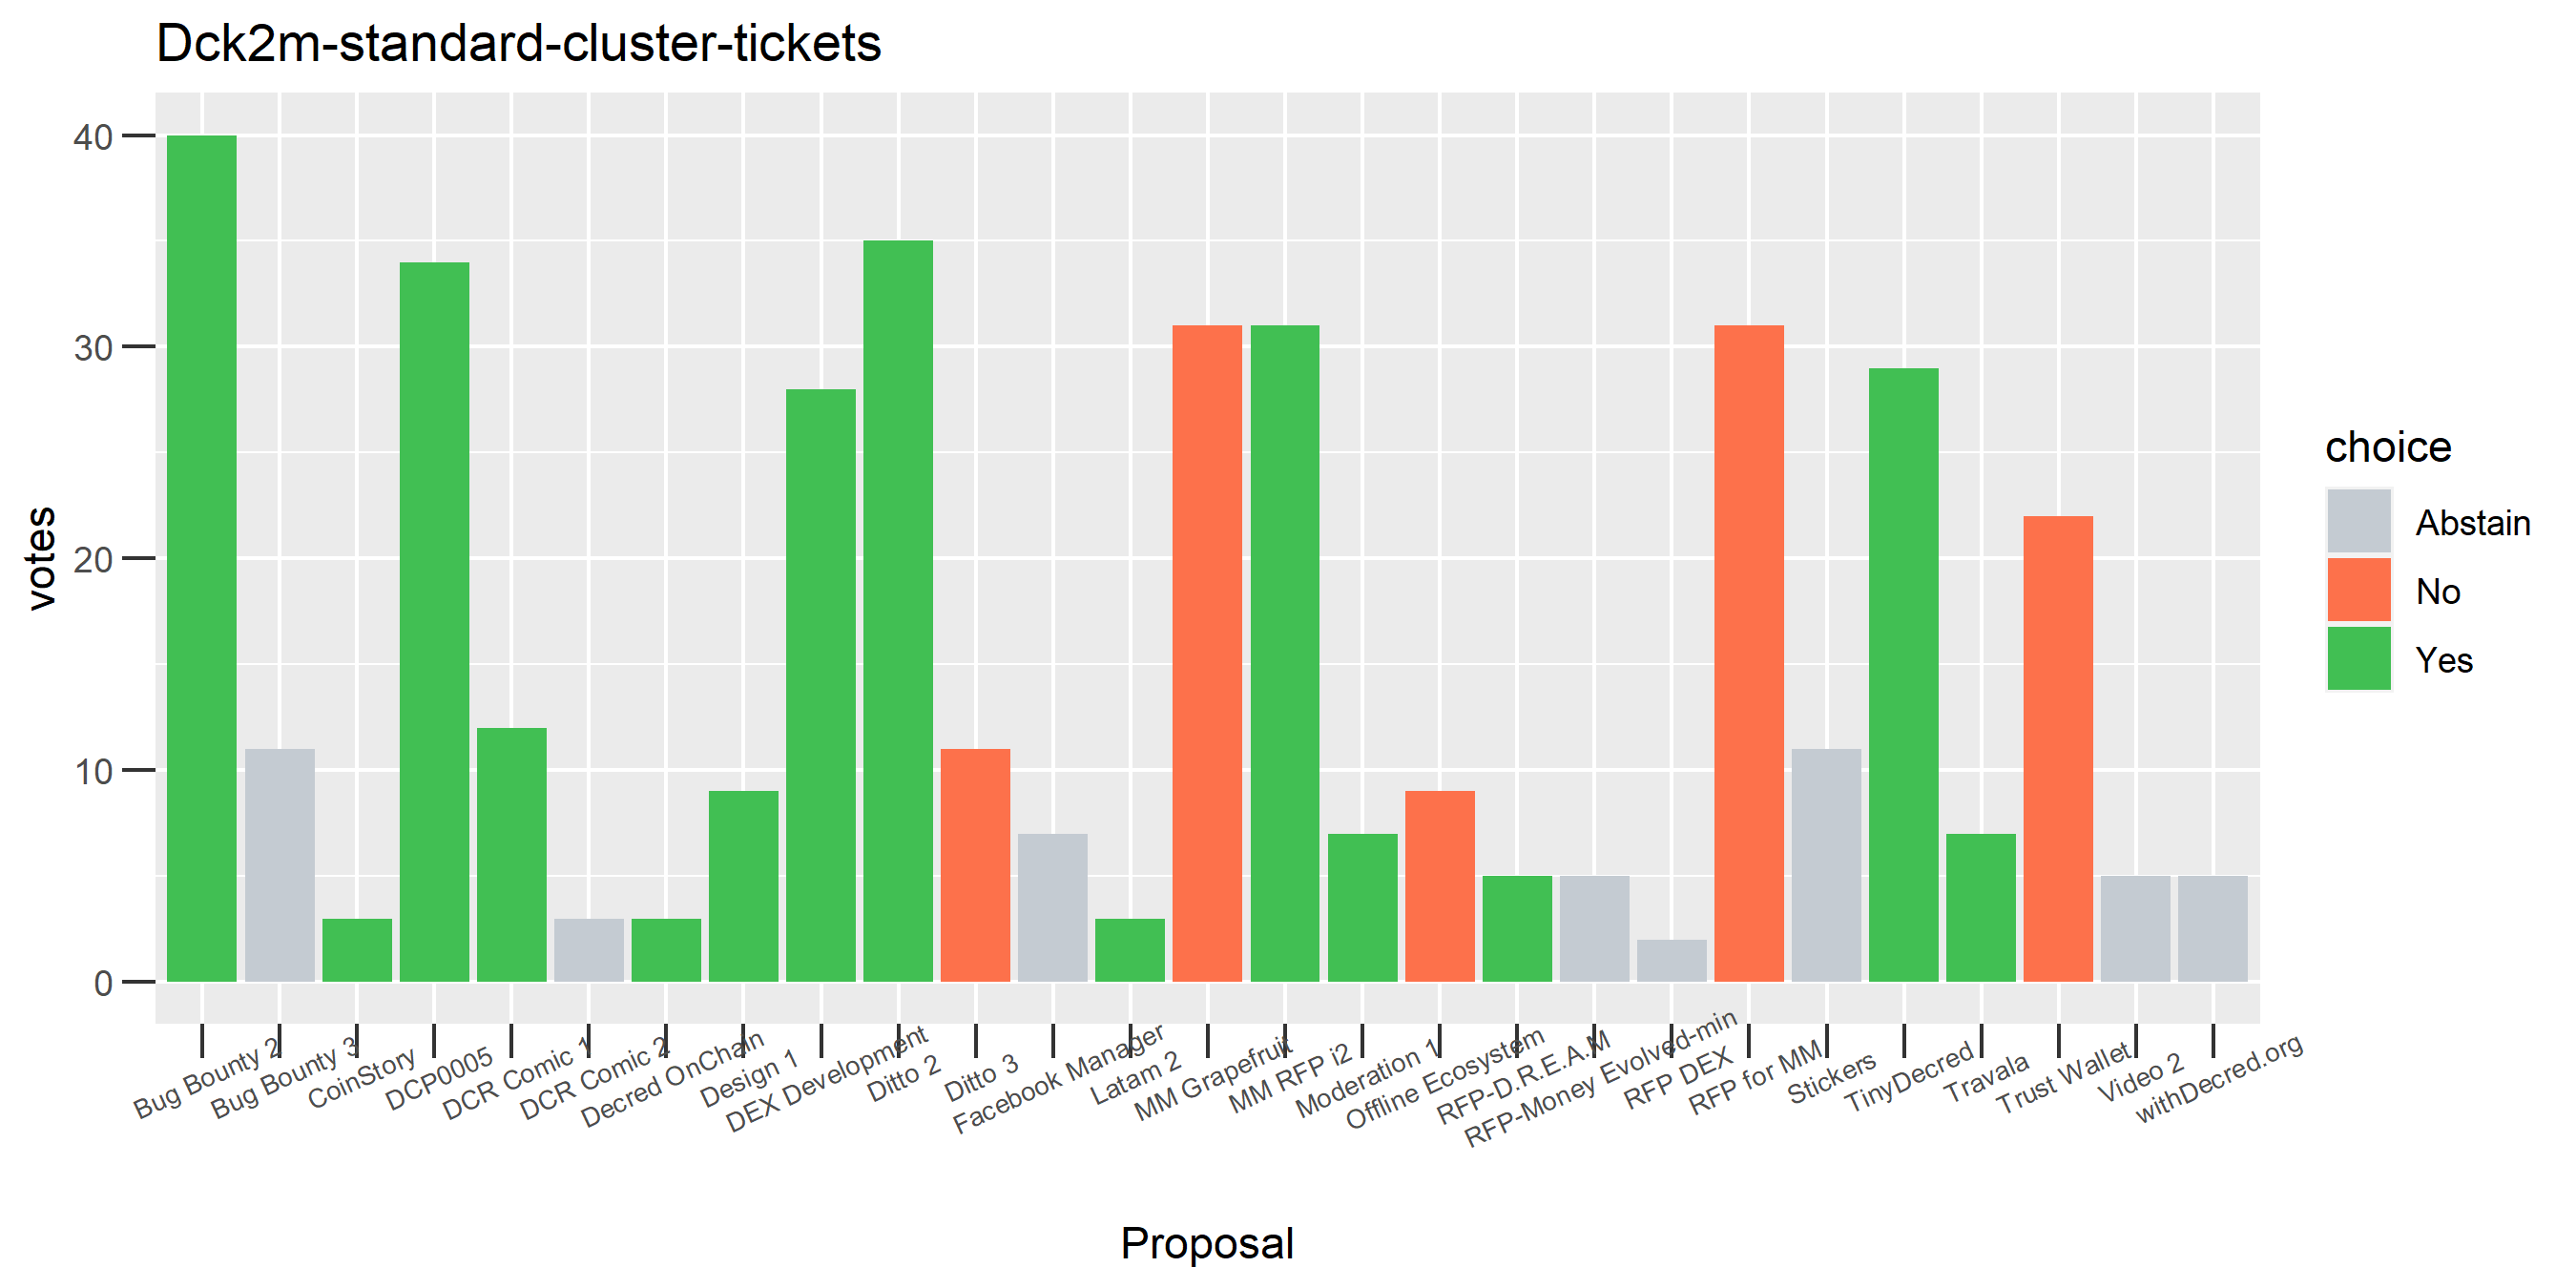 Dck2m-standard-cluster-tickets
votes
40
30
20
10
0
Bug Bounty 2
Bug Bounty 3
CoinStory
DCP0005
DCR Comic 1
DCR Comic 2
Decred OnChain
Design 1
DEX Development
Ditto 2
Ditto 3
Facebook Manager
Latam 2
MM Grapefruit
MM RFP i2
Moderation 1
Offline Ecosystem
RFP-D.R.E.A.M
RFP-Money Evolved-min
RFP DEX
RFP for MM
Stickers
TinyDecred
Travala
Trust Wallet
Video 2
withDecred.org
Proposal
choice
Abstain
No
Yes